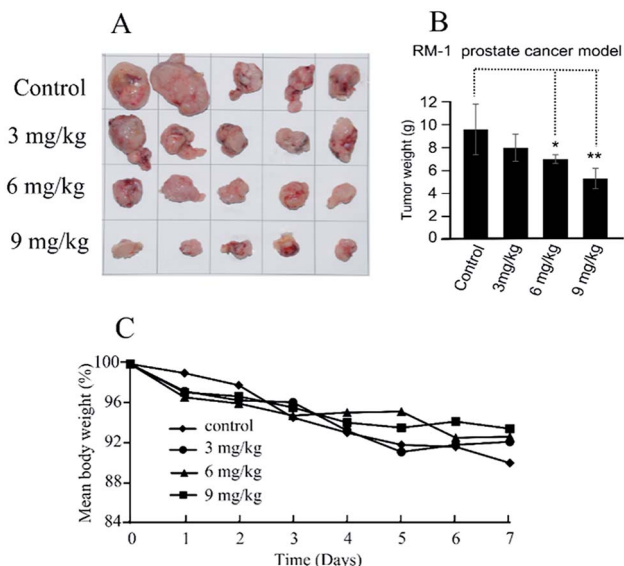 A
Control
3 mg/kg
6 mg/kg
9 mg/kg
B
RM-1 prostate cancer model
Tumor weight (g)
12
10
8
6
4
2
0
*
**
Control
3mg/kg
6 mg/kg
9 mg/kg
C
Mean body weight (%)
100
96
92
88
84
control
3 mg/kg
6 mg/kg
9 mg/kg
0 1 2 3 4 5 6 7
Time (Days)